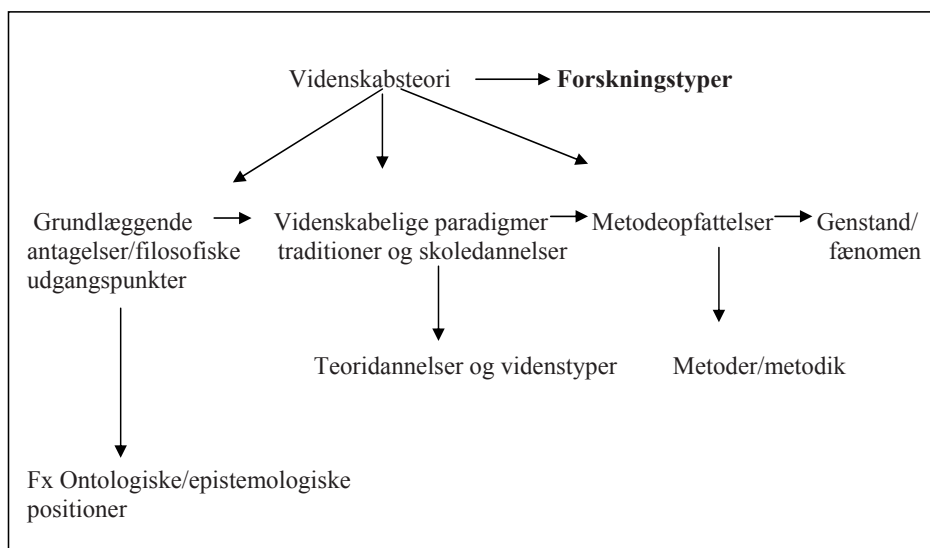 Videnskabsteori
Forskningstyper
Grundlæggende
antagelser/filosofiske
udgangspunkter
Videnskabelige paradigmer
traditioner og skoledannelser
Metodeopfattelser
Genstand/
fænomen
Teoridannelser og videnstyper
Metoder/metodik
Fx Ontologiske/epistemologiske
positioner